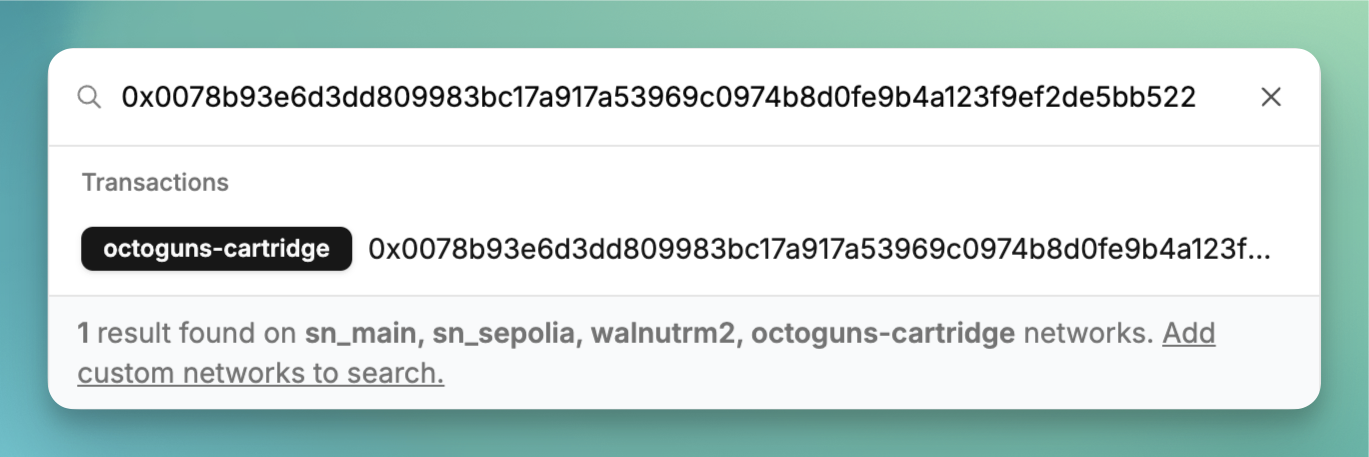 0x0078b93e6d3dd809983bc17a917a53969c0974b8d0fe9b4a123f9ef2de5bb522
Transactions
octoguns-cartridge 0x0078b93e6d3dd809983bc17a917a53969c0974b8d0fe9b4a123f...
1 result found on sn_main, sn_sepolia, walnutrm2, octoguns-cartridge networks. Add
custom networks to search.